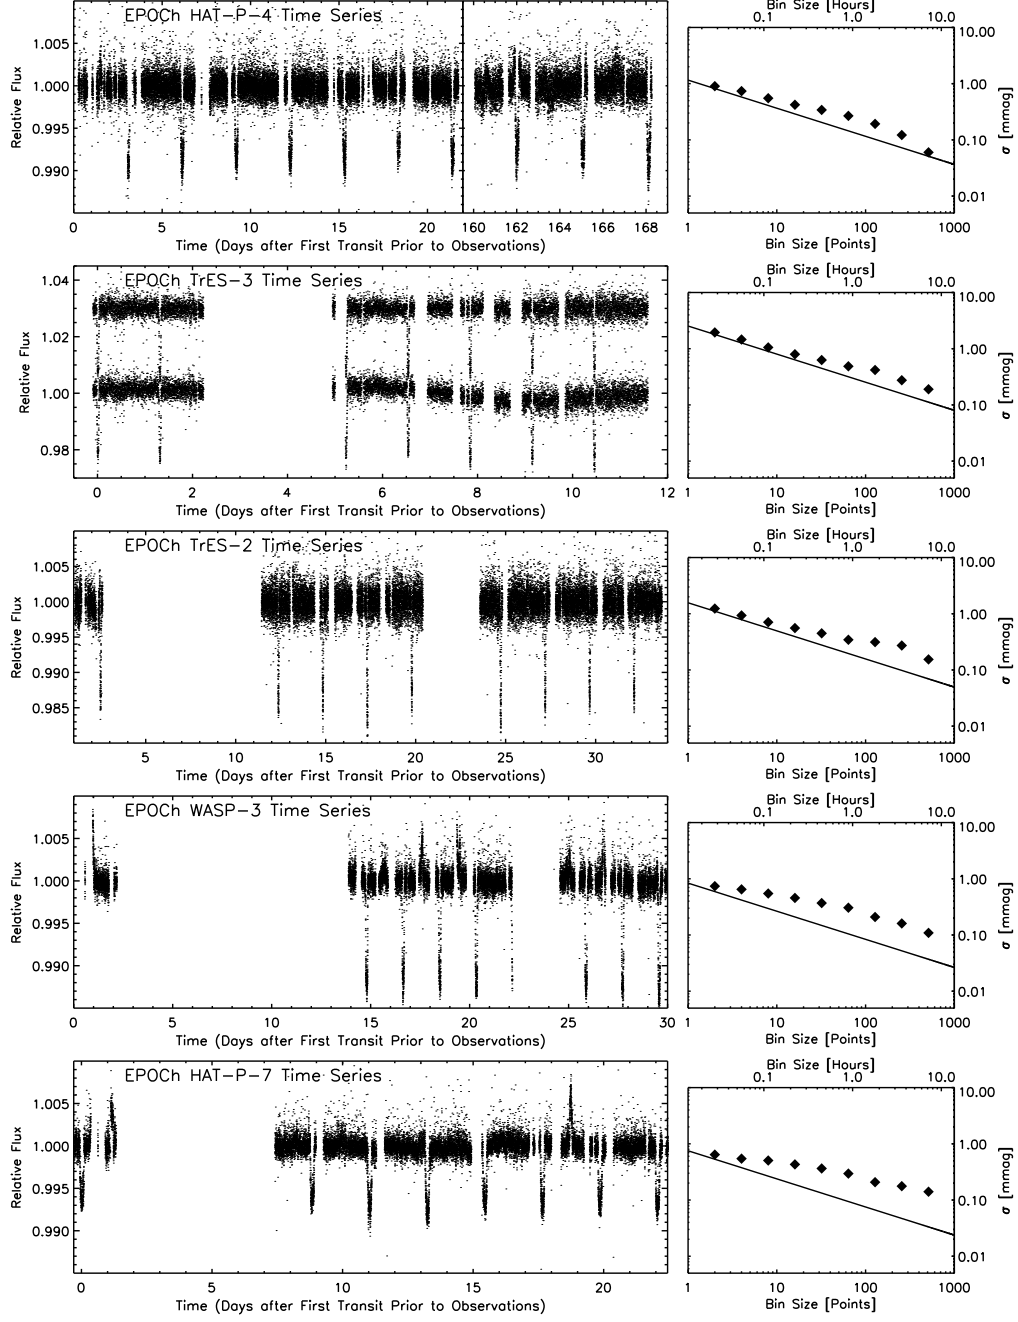 Bin Size [Hours]
EPOCh HAT-P-4 Time Series
0.1 1.0 10.0
1.005
1.000
0.995
0.990
Relative Flux
10.00
1.00
0.10
0.01
σ [mmag]
0 5 10 15 20 160 162 164 166 168
1 10 100 1000
Time (Days after First Transit Prior to Observations)
Bin Size [Points]
Bin Size [Hours]
EPOCh TrES-3 Time Series
0.1 1.0 10.0
1.04
1.02
1.00
0.98
Relative Flux
10.00
1.00
0.10
0.01
σ [mmag]
0 2 4 6 8 10 12
1 10 100 1000
Time (Days after First Transit Prior to Observations)
Bin Size [Points]
Bin Size [Hours]
EPOCh TrES-2 Time Series
0.1 1.0 10.0
1.005
1.000
0.995
0.990
0.985
Relative Flux
10.00
1.00
0.10
0.01
σ [mmag]
5 10 15 20 25 30
1 10 100 1000
Time (Days after First Transit Prior to Observations)
Bin Size [Points]
Bin Size [Hours]
EPOCh WASP-3 Time Series
0.1 1.0 10.0
1.005
1.000
0.995
0.990
Relative Flux
10.00
1.00
0.10
0.01
σ [mmag]
0 5 10 15 20 25 30
1 10 100 1000
Time (Days after First Transit Prior to Observations)
Bin Size [Points]
Bin Size [Hours]
EPOCh HAT-P-7 Time Series
0.1 1.0 10.0
1.005
1.000
0.995
0.990
Relative Flux
10.00
1.00
0.10
0.01
σ [mmag]
0 5 10 15 20
1 10 100 1000
Time (Days after First Transit Prior to Observations)
Bin Size [Points]